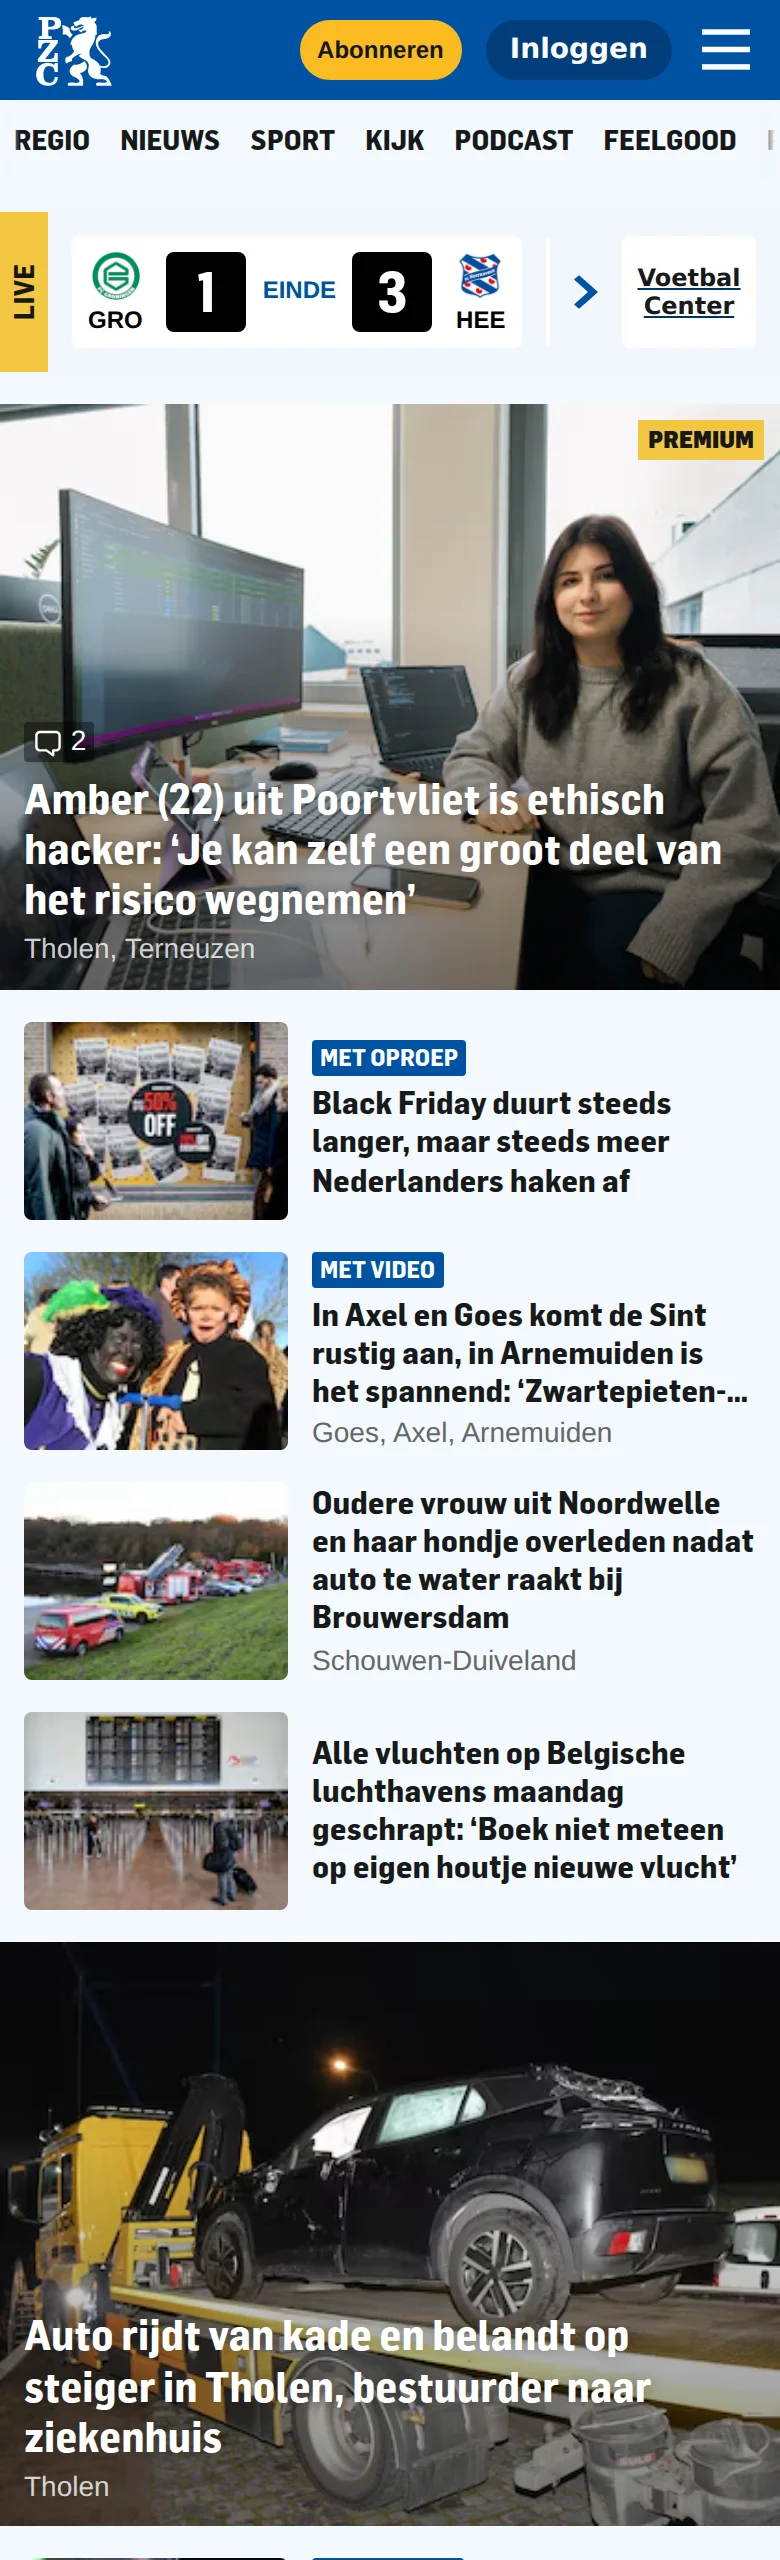 PZC
Abonneren
Inloggen
REGIO NIEUWS SPORT KIJK PODCAST FEELGOOD
LIVE
GRO
1
EINDE
3
HEE
Voetbal
Center
PREMIUM
2
Amber (22) uit Poortvliet is ethisch
hacker: ‘Je kan zelf een groot deel van
het risico wegnemen’
Tholen, Terneuzen
50%
OFF
MET OPROEP
Black Friday duurt steeds
langer, maar steeds meer
Nederlanders haken af
MET VIDEO
In Axel en Goes komt de Sint
rustig aan, in Arnemuiden is
het spannend: ‘Zwartepieten-...
Goes, Axel, Arnemuiden
Oudere vrouw uit Noordwelle
en haar hondje overleden nadat
auto te water raakt bij
Brouwersdam
Schouwen-Duiveland
Alle vluchten op Belgische
luchthavens maandag
geschrapt: ‘Boek niet meteen
op eigen houtje nieuwe vlucht’
Auto rijdt van kade en belandt op
steiger in Tholen, bestuurder naar
ziekenhuis
Tholen